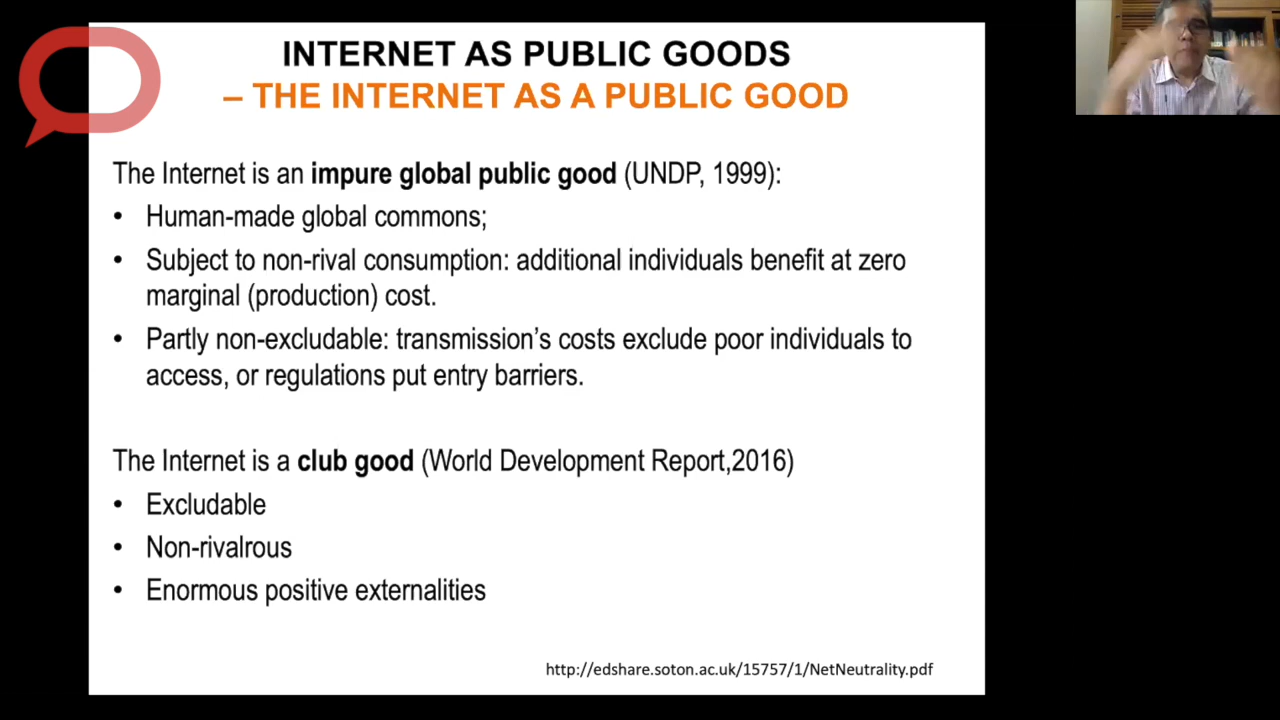 INTERNET AS PUBLIC GOODS
– THE INTERNET AS A PUBLIC GOOD
The Internet is an impure global public good (UNDP, 1999):
• Human-made global commons;
• Subject to non-rival consumption: additional individuals benefit at zero
marginal (production) cost.
• Partly non-excludable: transmission’s costs exclude poor individuals to
access, or regulations put entry barriers.
The Internet is a club good (World Development Report,2016)
• Excludable
• Non-rivalrous
• Enormous positive externalities
http://edshare.soton.ac.uk/15757/1/NetNeutrality.pdf